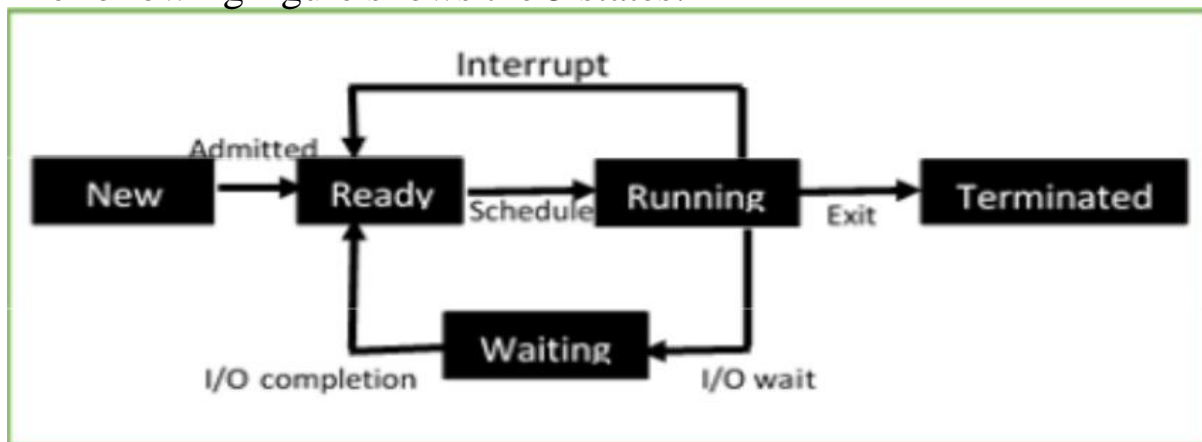 Interrupt
Admitted
New
Ready
Schedule
Running
Exit
Terminated
Waiting
I/O completion
I/O wait